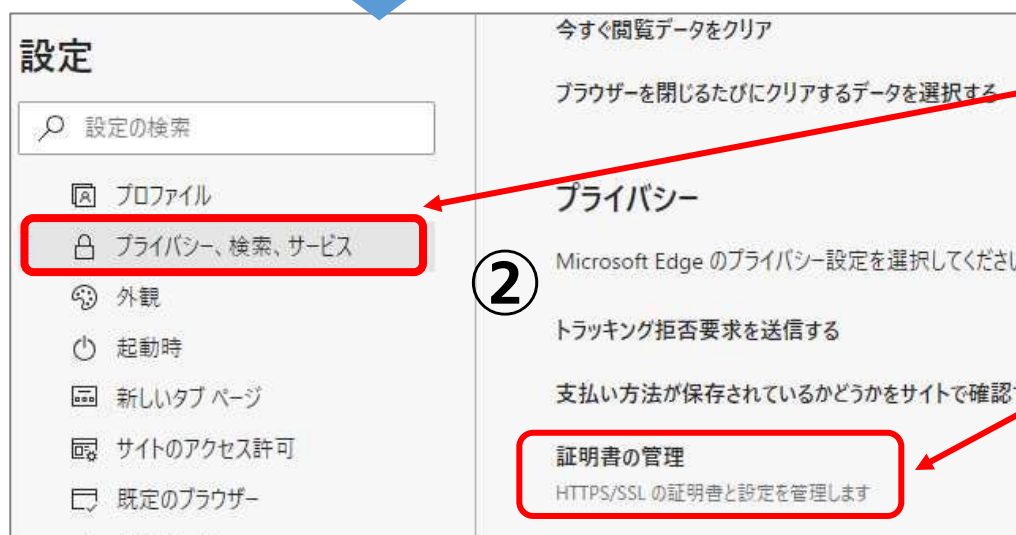 設定
設定の検索
プロファイル
プライバシー、検索、サービス
外観
起動時
新しいタブ ページ
サイトのアクセス許可
既定のブラウザー
②
今すぐ閲覧データをクリア
ブラウザーを閉じるたびにクリアするデータを選択する
プライバシー
Microsoft Edge のプライバシー設定を選択してください
トラッキング拒否要求を送信する
支払い方法が保存されているかどうかをサイトで確認
証明書の管理
HTTPS/SSL の証明書と設定を管理します